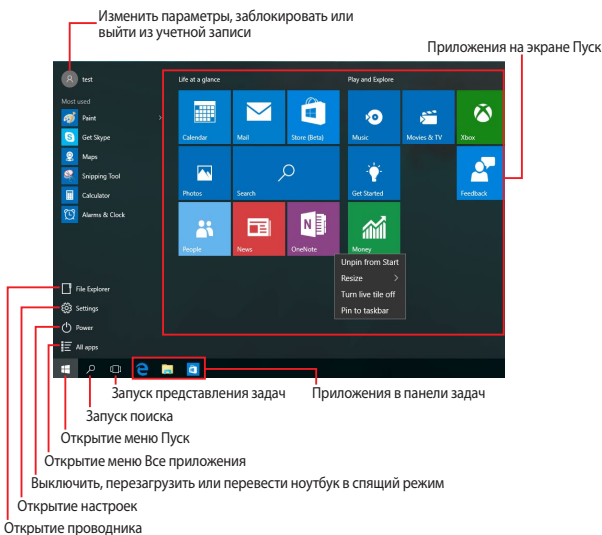 Изменить параметры, заблокировать или
выйти из учетной записи
Приложения на экране Пуск
test
Life at a glance
Play and Explore
Most used
Paint
Get Skype
Maps
Snipping Tool
Calculator
Alarms & Clock
Calendar
Mail
Store (Beta)
Music
Movies & TV
Xbox
Photos
Search
Get Started
Feedback
People
News
OneNote
Money
Unpin from Start
Resize
Turn live tile off
Pin to taskbar
File Explorer
Settings
Power
All apps
Запуск представления задач
Приложения в панели задач
Запуск поиска
Открытие меню Пуск
Открытие меню Все приложения
Выключить, перезагрузить или перевести ноутбук в спящий режим
Открытие настроек
Открытие проводника